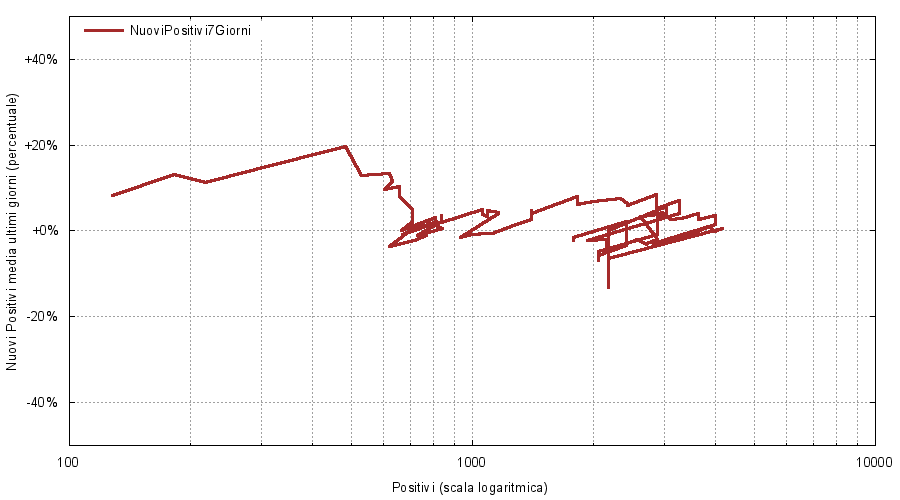 NuoviPositivi7Giorni
+40%
+20%
+0%
-20%
-40%
Nuovi Positivi media ultimi giorni (percentuale)
100
1000
10000
Positivi (scala logaritmica)